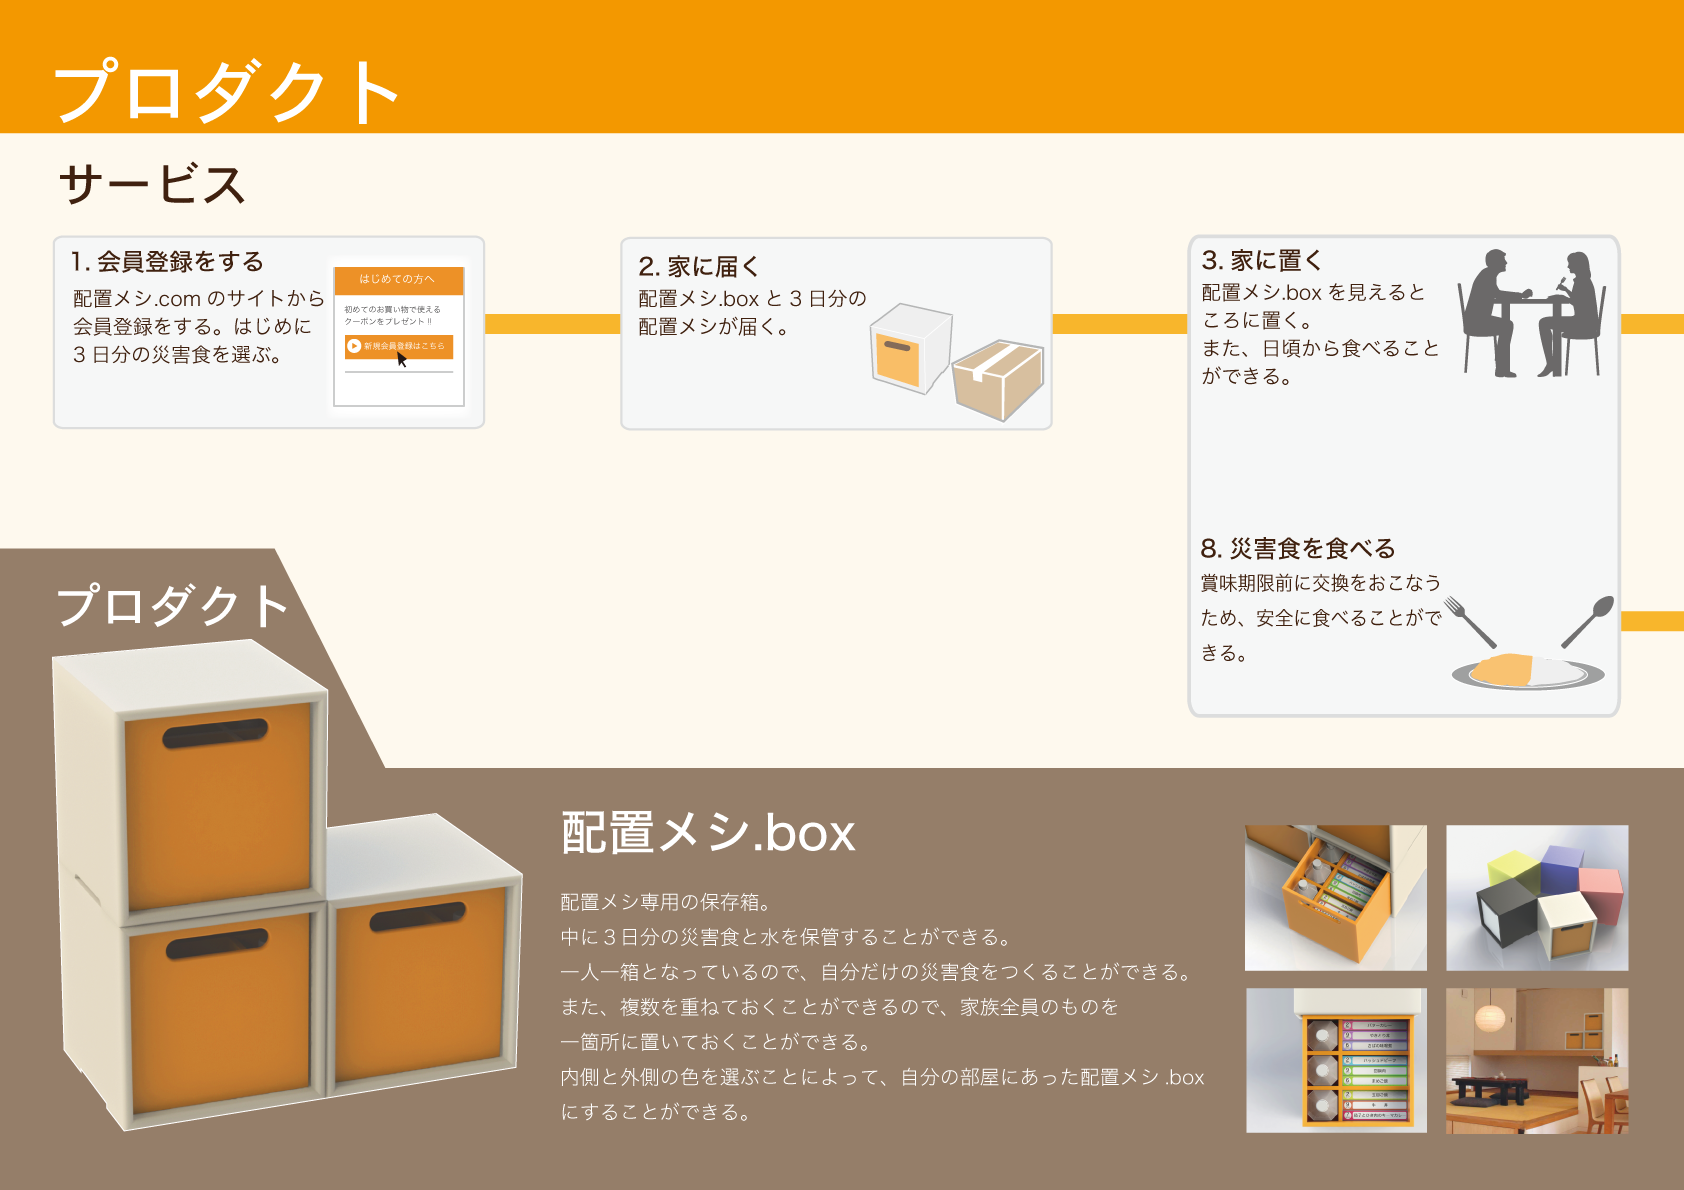 プロダクト
サービス
1. 会員登録をする
配置メシ.com のサイトから
会員登録をする。はじめに
3 日分の災害食を選ぶ。
はじめての方へ
初めてのお買い物で使える
クーポンをプレゼント !!
新規会員登録はこちら
2. 家に届く
配置メシ.box と 3 日分の
配置メシが届く。
3. 家に置く
配置メシ.box を見えると
ころに置く。
また、日頃から食べること
ができる。
8. 災害食を食べる
賞味期限前に交換をおこなう
ため、安全に食べることがで
きる。
プロダクト
配置メシ.box
配置メシ専用の保存箱。
中に 3 日分の災害食と水を保管することができる。
一人一箱となっているので、自分だけの災害食をつくることができる。
また、複数を重ねておくことができるので、家族全員のものを
一箇所に置いておくことができる。
内側と外側の色を選ぶことによって、自分の部屋にあった配置メシ .box
にすることができる。